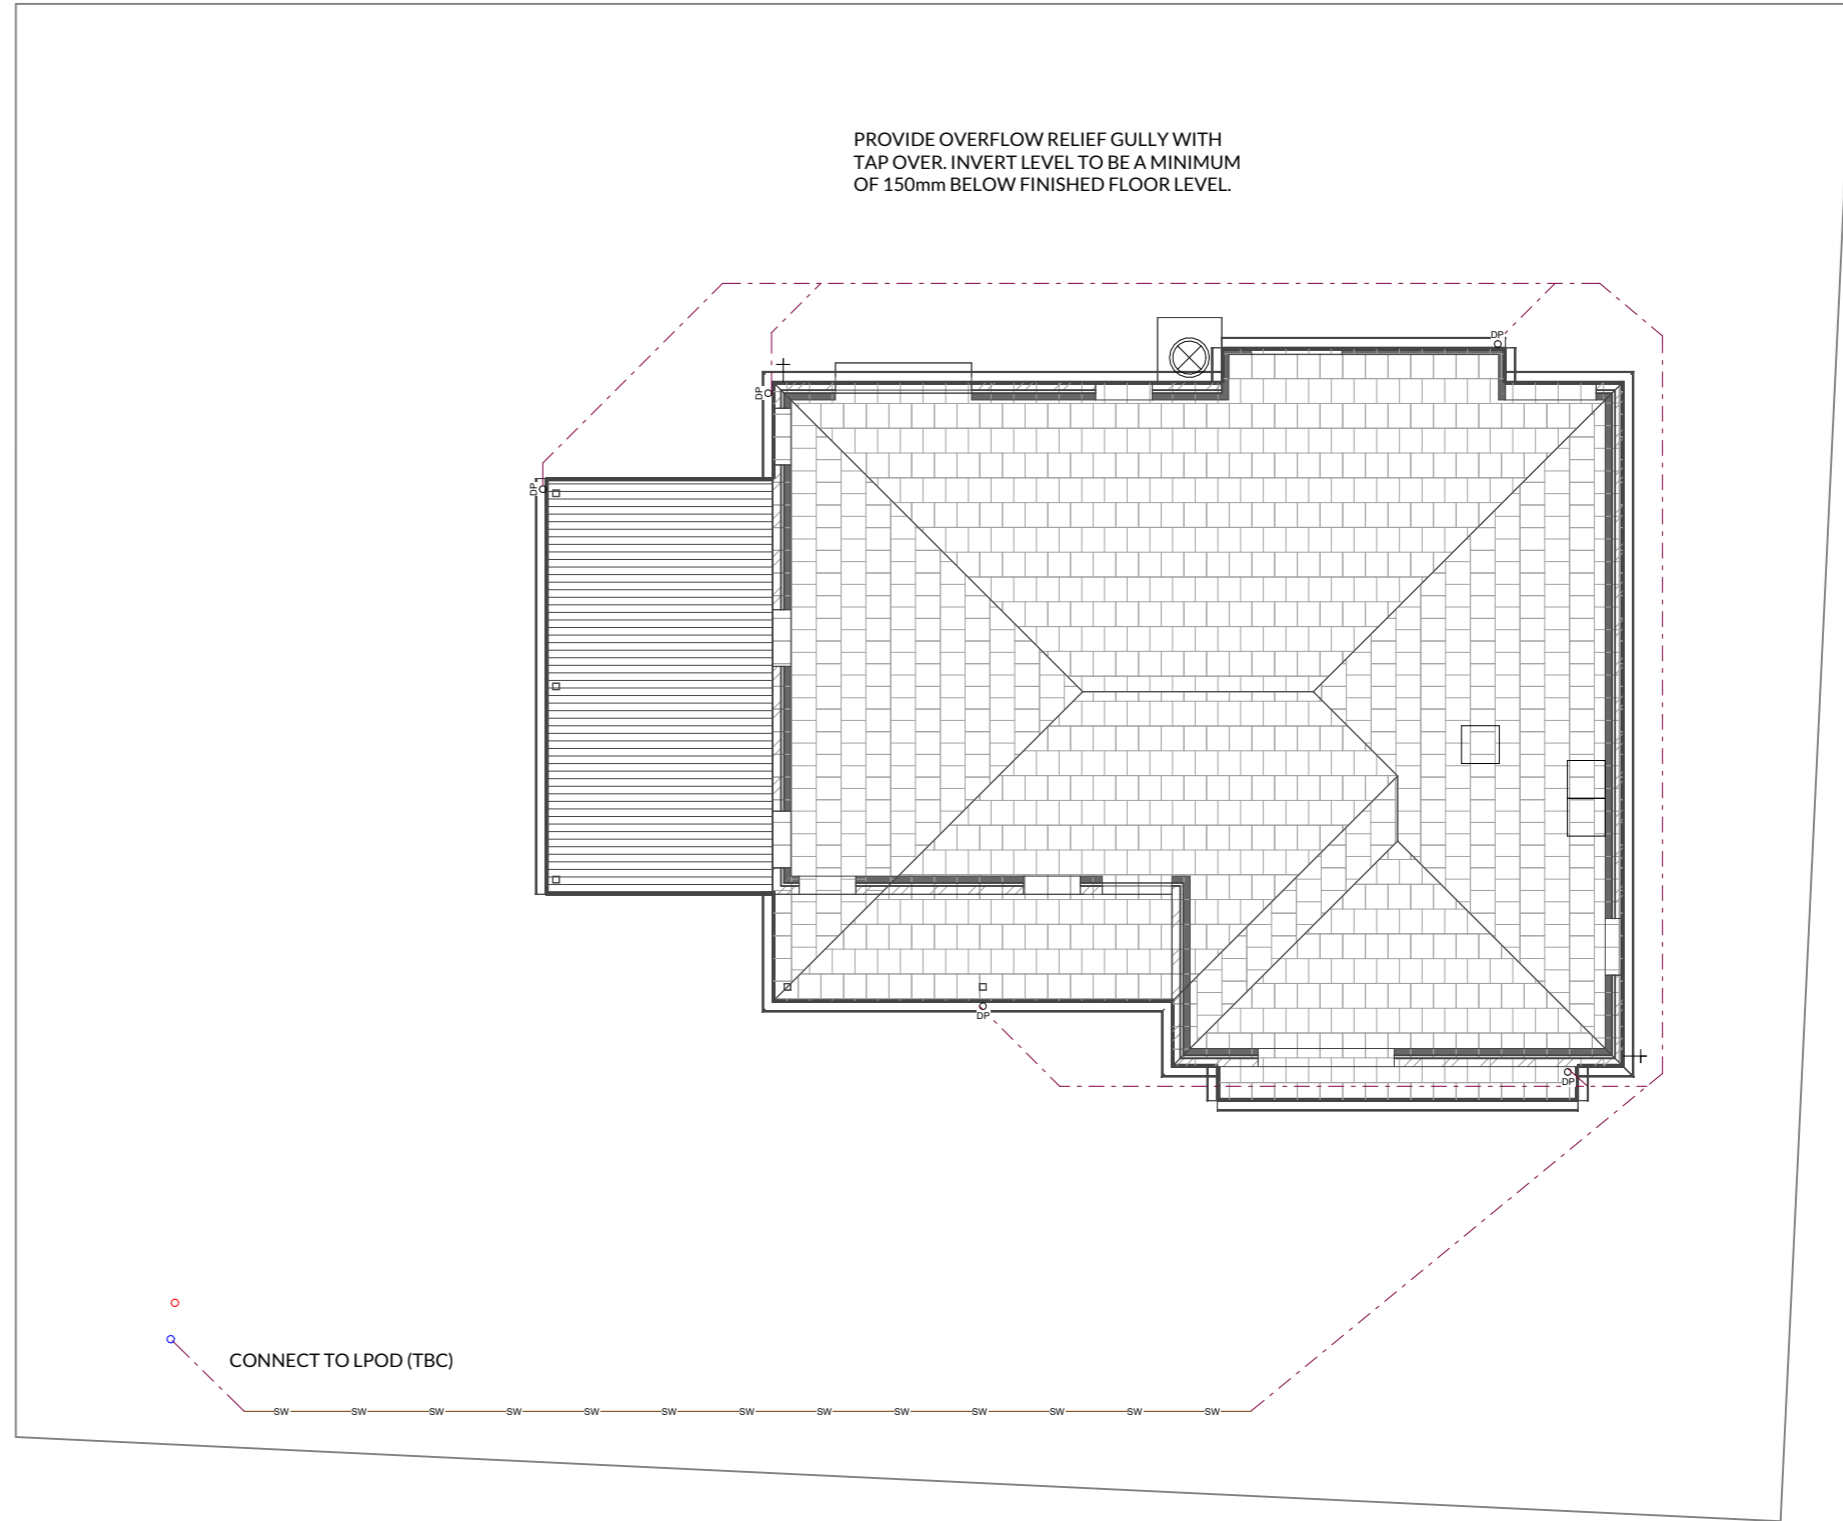 PROVIDE OVERFLOW RELIEF GULLY WITH
TAP OVER. INVERT LEVEL TO BE A MINIMUM
OF 150mm BELOW FINISHED FLOOR LEVEL.
DP
DP
DP
DP
DP
CONNECT TO LPOD (TBC)
SW SW SW SW SW SW SW SW SW SW SW SW SW